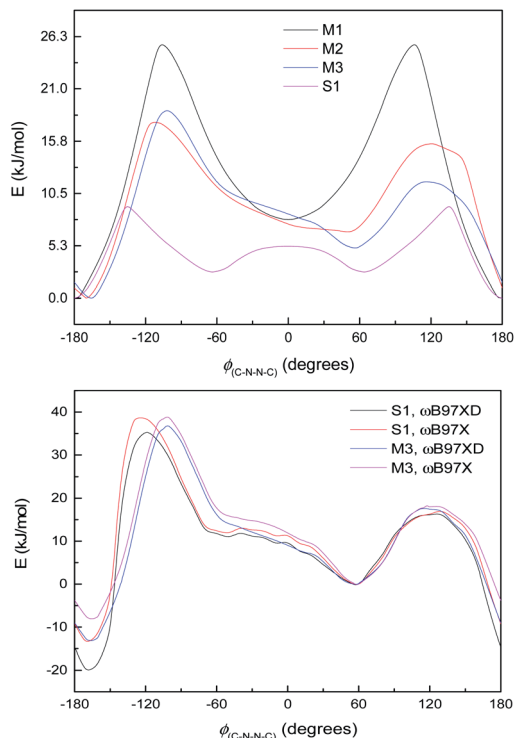 26.3
21.0
15.8
10.5
5.3
0.0
E (kJ/mol)
M1
M2
M3
S1
-180 -120 -60 0 60 120 180
ϕ(C-N-N-C) (degrees)
40
30
20
10
0
-10
-20
E (kJ/mol)
S1, ωB97XD
S1, ωB97X
M3, ωB97XD
M3, ωB97X
-180 -120 -60 0 60 120 180
ϕ(C-N-N-C) (degrees)